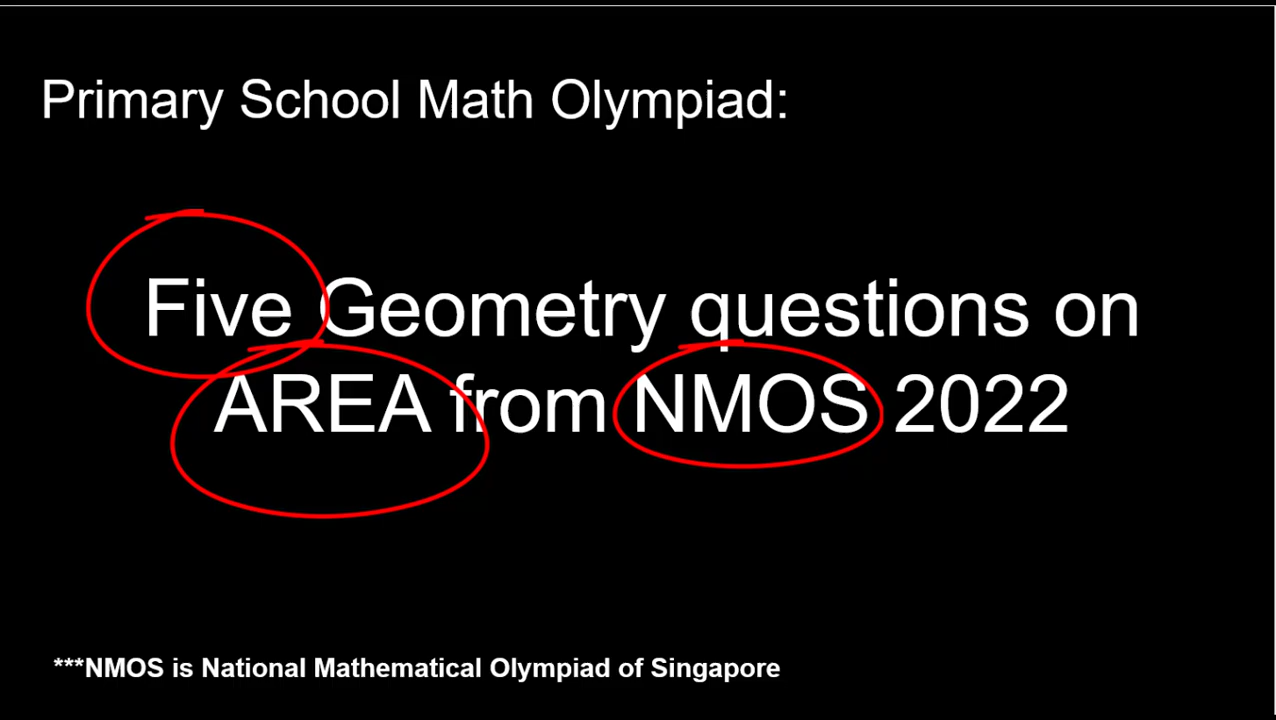 Primary School Math Olympiad:
Five Geometry questions on
AREA from NMOS 2022
***NMOS is National Mathematical Olympiad of Singapore